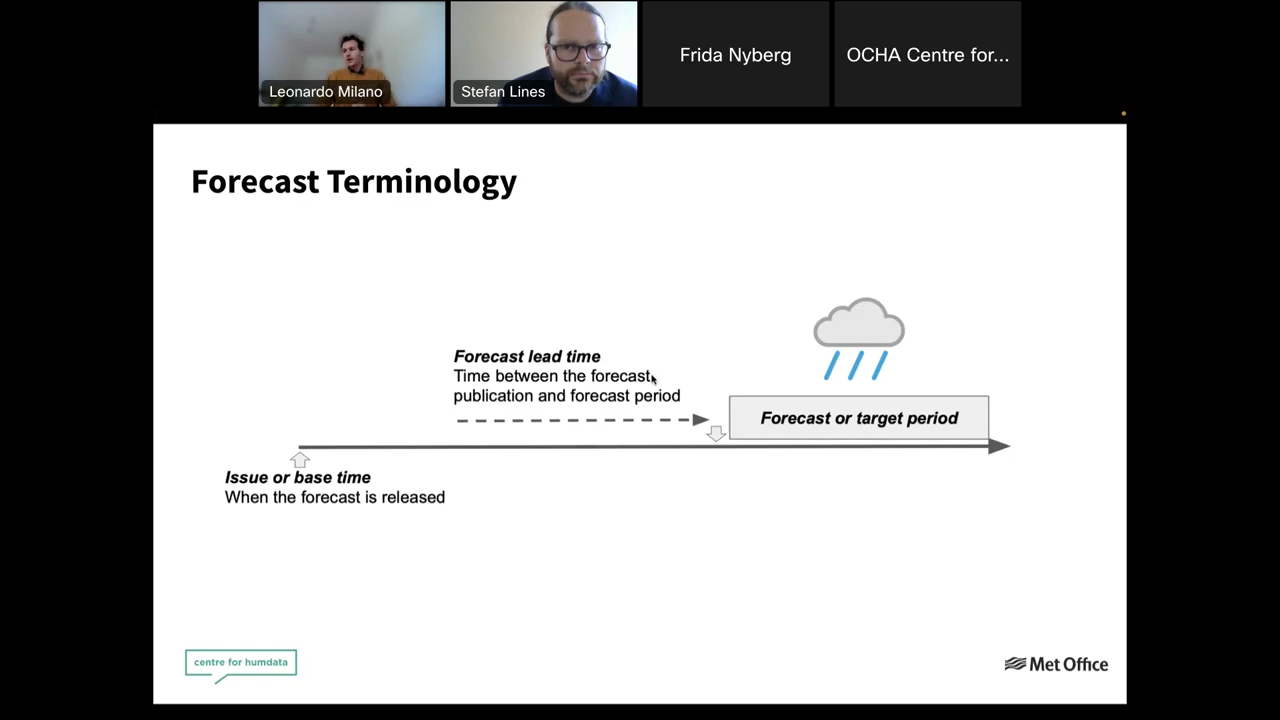 Leonardo Milano
Stefan Lines
Frida Nyberg
OCHA Centre for...
Forecast Terminology
Forecast lead time
Time between the forecast
publication and forecast period
Forecast or target period
Issue or base time
When the forecast is released
centre for humdata
Met Office